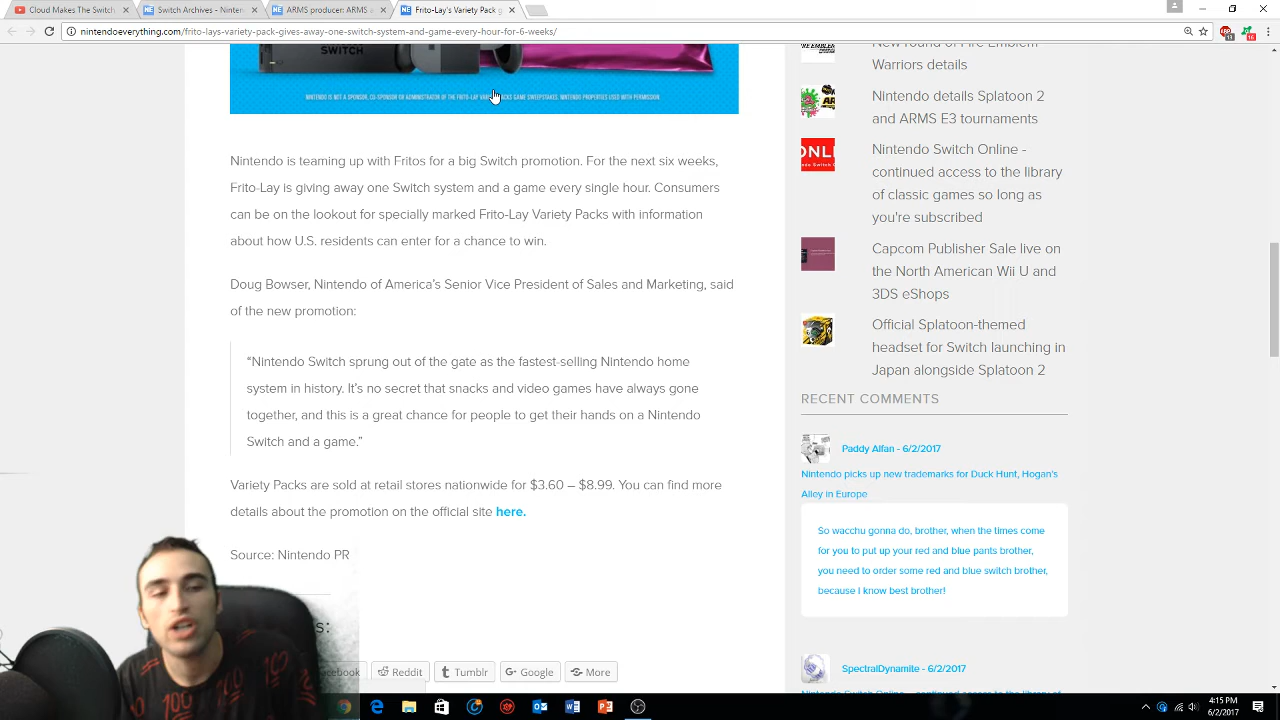 Cloud Makes The Switch
Switch Archives - Nintend
ARMS produc
Frito-Lay's Variety Pack g
nintendoeverything.com/frito-lays-variety-pack-gives-away-one-switch-system-and-game-every-hour-for-6-weeks/
SWITCH
NINTENDO IS NOT A SPONSOR, CO-SPONSOR OR ADMINISTRATOR OF THE FRITO-LAY VARIETY PACKS GAME SWEEPSTAKES. NINTENDO PROPERTIES USED WITH PERMISSION.
Nintendo is teaming up with Fritos for a big Switch promotion. For the next six weeks,
Frito-Lay is giving away one Switch system and a game every single hour. Consumers
can be on the lookout for specially marked Frito-Lay Variety Packs with information
about how U.S. residents can enter for a chance to win.
Doug Bowser, Nintendo of America's Senior Vice President of Sales and Marketing, said
of the new promotion:
“Nintendo Switch sprung out of the gate as the fastest-selling Nintendo home
system in history. It's no secret that snacks and video games have always gone
together, and this is a great chance for people to get their hands on a Nintendo
Switch and a game.”
Variety Packs are sold at retail stores nationwide for $3.60 – $8.99. You can find more
details about the promotion on the official site here.
Source: Nintendo PR
acebook
Reddit
Tumblr
Google
More
New round of Fire Emblem
Warriors details
Nintendo details Splatoon 2
and ARMS E3 tournaments
ONLI
Nintendo Switch Online -
continued access to the library
of classic games so long as
you're subscribed
Capcom Publisher Sale live on
the North American Wii U and
3DS eShops
Official Splatoon-themed
headset for Switch launching in
Japan alongside Splatoon 2
RECENT COMMENTS
Paddy Alfan - 6/2/2017
Nintendo picks up new trademarks for Duck Hunt, Hogan's
Alley in Europe
So wacchu gonna do, brother, when the times come
for you to put up your red and blue pants brother,
you need to order some red and blue switch brother,
because I know best brother!
SpectralDynamite - 6/2/2017
Nintendo Switch Online - continued access to the library of
4:15 PM
6/2/2017